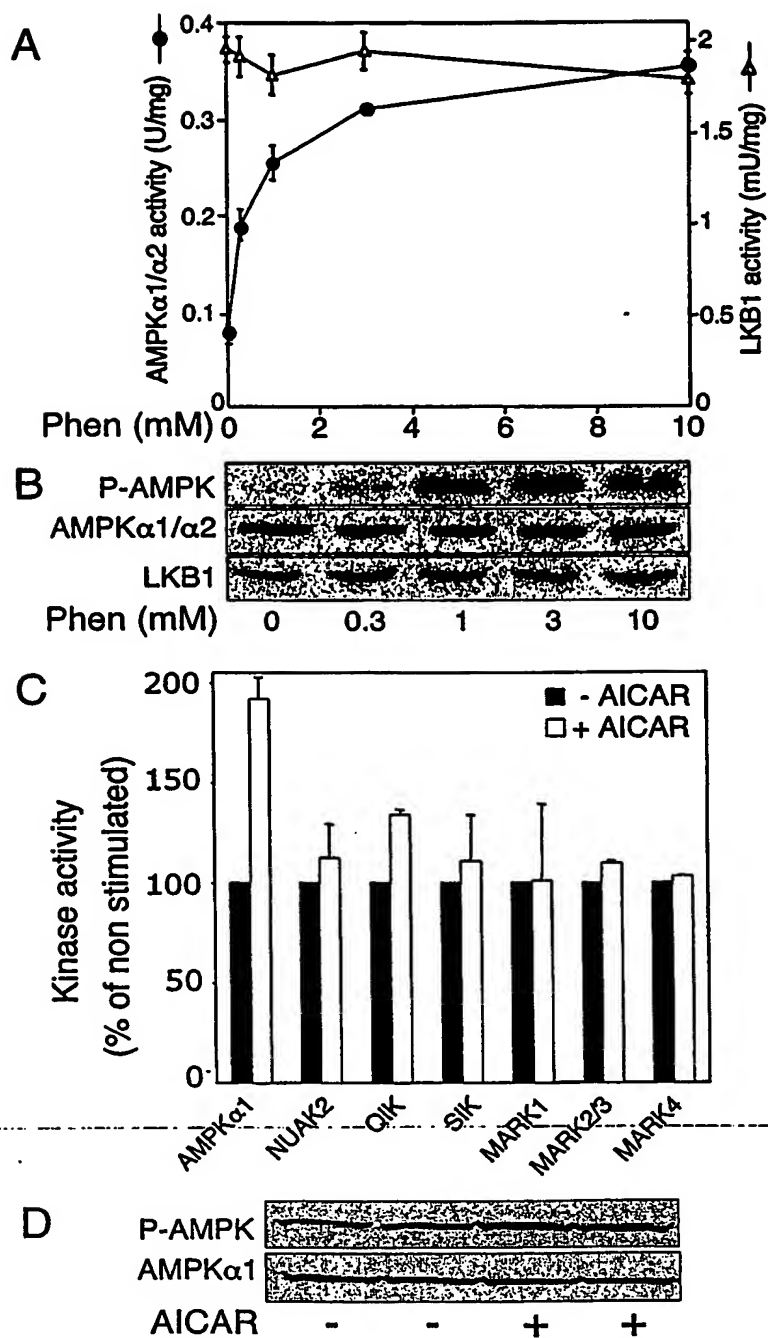 A
AMPKα1/α2 activity (U/mg)
0.4
0.3
0.2
0.1
0
2
1.5
1
0.5
0
LKB1 activity (mU/mg)
Phen (mM) 0 2 4 6 8 10
B
P-AMPK
AMPKα1/α2
LKB1
Phen (mM) 0 0.3 1 3 10
C
Kinase activity
(% of non stimulated)
200
150
100
50
0
- AICAR
+ AICAR
AMPKα1 NUAK2 QIK SIK MARK1 MARK2/3 MARK4
D
P-AMPK
AMPKα1
AICAR - - + +